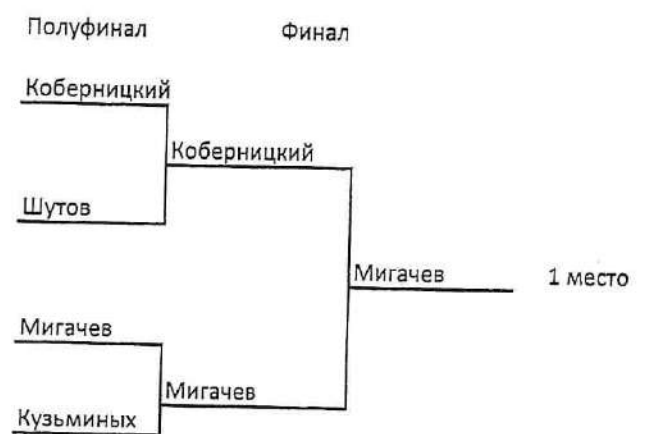 Полуфинал Финал
Коберницкий
Коберницкий
Шутов
Мигачев 1 место
Мигачев
Мигачев
Кузьминых